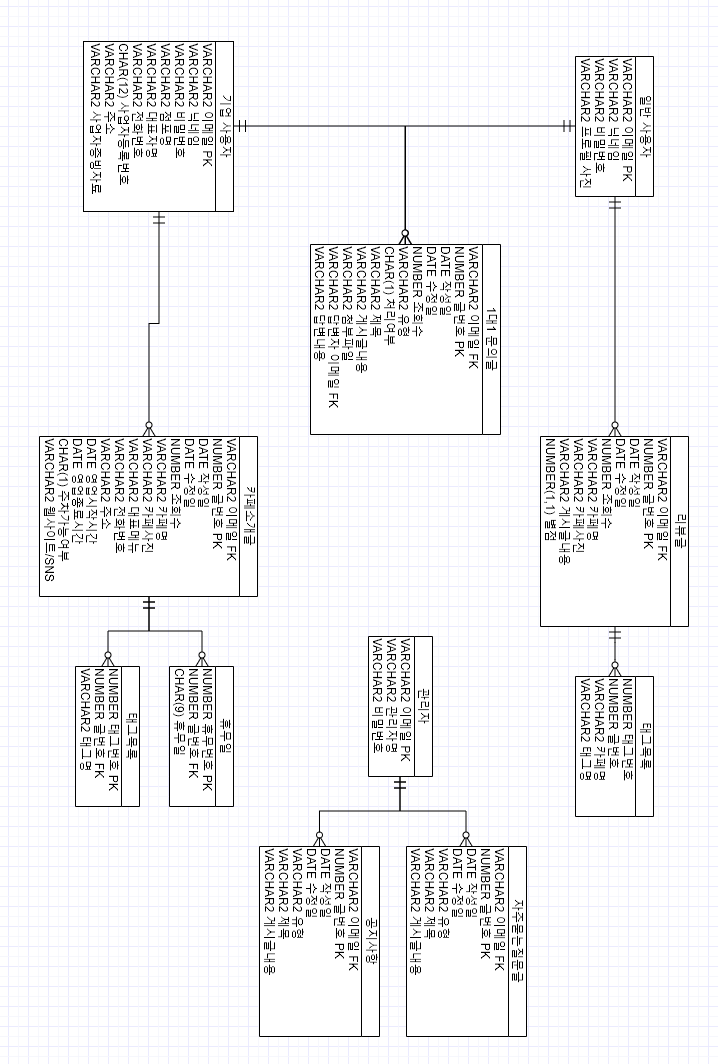 일반 사용자
VARCHAR2 이메일 PK
VARCHAR2 닉네임
VARCHAR2 비밀번호
VARCHAR2 프로필 사진
리뷰글
VARCHAR2 이메일 FK
NUMBER 글번호 PK
DATE 작성일
DATE 수정일
NUMBER 조회수
VARCHAR2 카페명
VARCHAR2 카페사진
VARCHAR2 게시글내용
NUMBER(1,1) 별점
태그목록
NUMBER 태그번호
NUMBER 글번호
VARCHAR2 카페명
VARCHAR2 태그명
1대1 문의글
VARCHAR2 이메일 FK
NUMBER 글번호 PK
DATE 작성일
DATE 수정일
NUMBER 조회수
VARCHAR2 유형
CHAR(1) 처리여부
VARCHAR2 제목
VARCHAR2 게시글내용
VARCHAR2 첨부파일
VARCHAR2 답변자 이메일 FK
VARCHAR2 답변내용
관리자
VARCHAR2 이메일 PK
VARCHAR2 관리자명
VARCHAR2 비밀번호
자주묻는질문글
VARCHAR2 이메일 FK
NUMBER 글번호 PK
DATE 작성일
DATE 수정일
VARCHAR2 유형
VARCHAR2 제목
VARCHAR2 게시글내용
공지사항
VARCHAR2 이메일 FK
NUMBER 글번호 PK
DATE 작성일
DATE 수정일
VARCHAR2 유형
VARCHAR2 제목
VARCHAR2 게시글내용
기업 사용자
VARCHAR2 이메일 PK
VARCHAR2 닉네임
VARCHAR2 비밀번호
VARCHAR2 점포명
VARCHAR2 대표자명
VARCHAR2 전화번호
CHAR(12) 사업자등록번호
VARCHAR2 주소
VARCHAR2 사업자증빙자료
카페소개글
VARCHAR2 이메일 FK
NUMBER 글번호 PK
DATE 작성일
DATE 수정일
NUMBER 조회수
VARCHAR2 카페명
VARCHAR2 카페사진
VARCHAR2 대표메뉴
VARCHAR2 전화번호
VARCHAR2 주소
DATE 영업시작시간
DATE 영업종료시간
CHAR(1) 주차가능여부
VARCHAR2 웹사이트/SNS
휴무일
NUMBER 휴무번호 PK
NUMBER 글번호 FK
CHAR(9) 휴무일
태그목록
NUMBER 태그번호 PK
NUMBER 글번호 FK
VARCHAR2 태그명